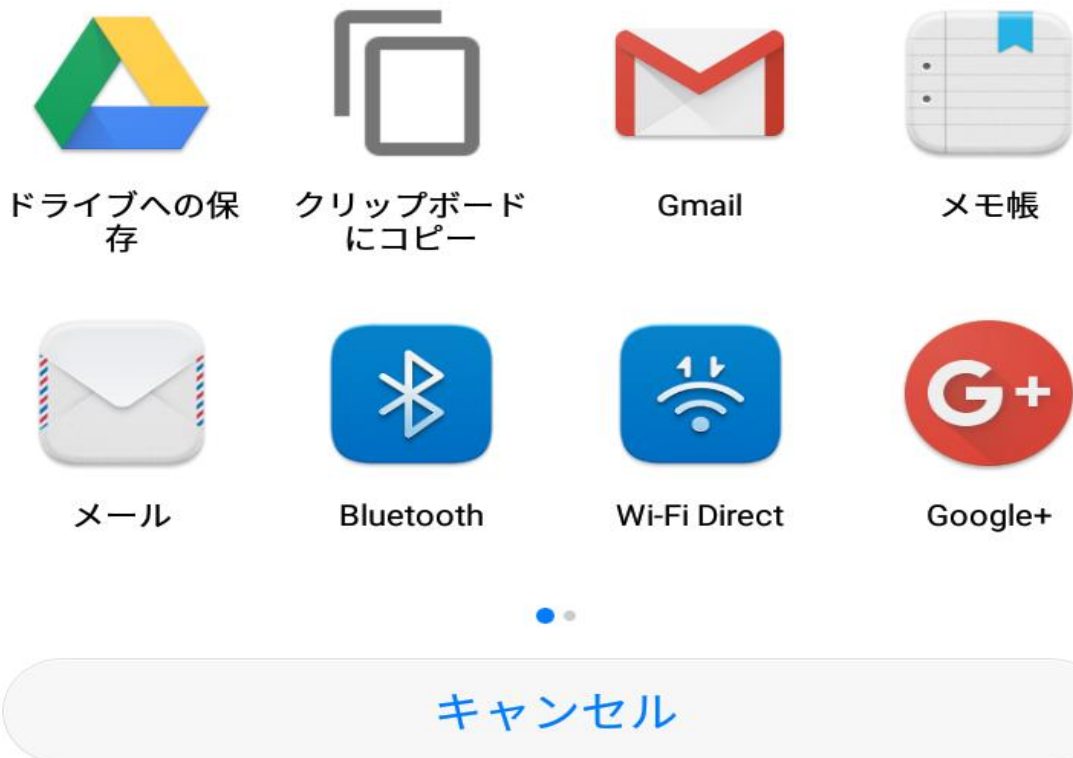 ドライブへの保
存
クリップボード
にコピー
Gmail
メモ帳
メール
Bluetooth
Wi-Fi Direct
G+
Google+
キャンセル